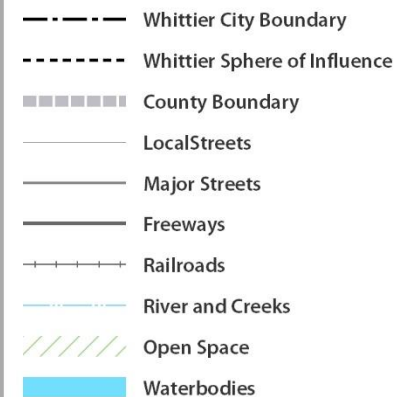 Whittier City Boundary
Whittier Sphere of Influence
County Boundary
LocalStreets
Major Streets
Freeways
Railroads
River and Creeks
Open Space
Waterbodies